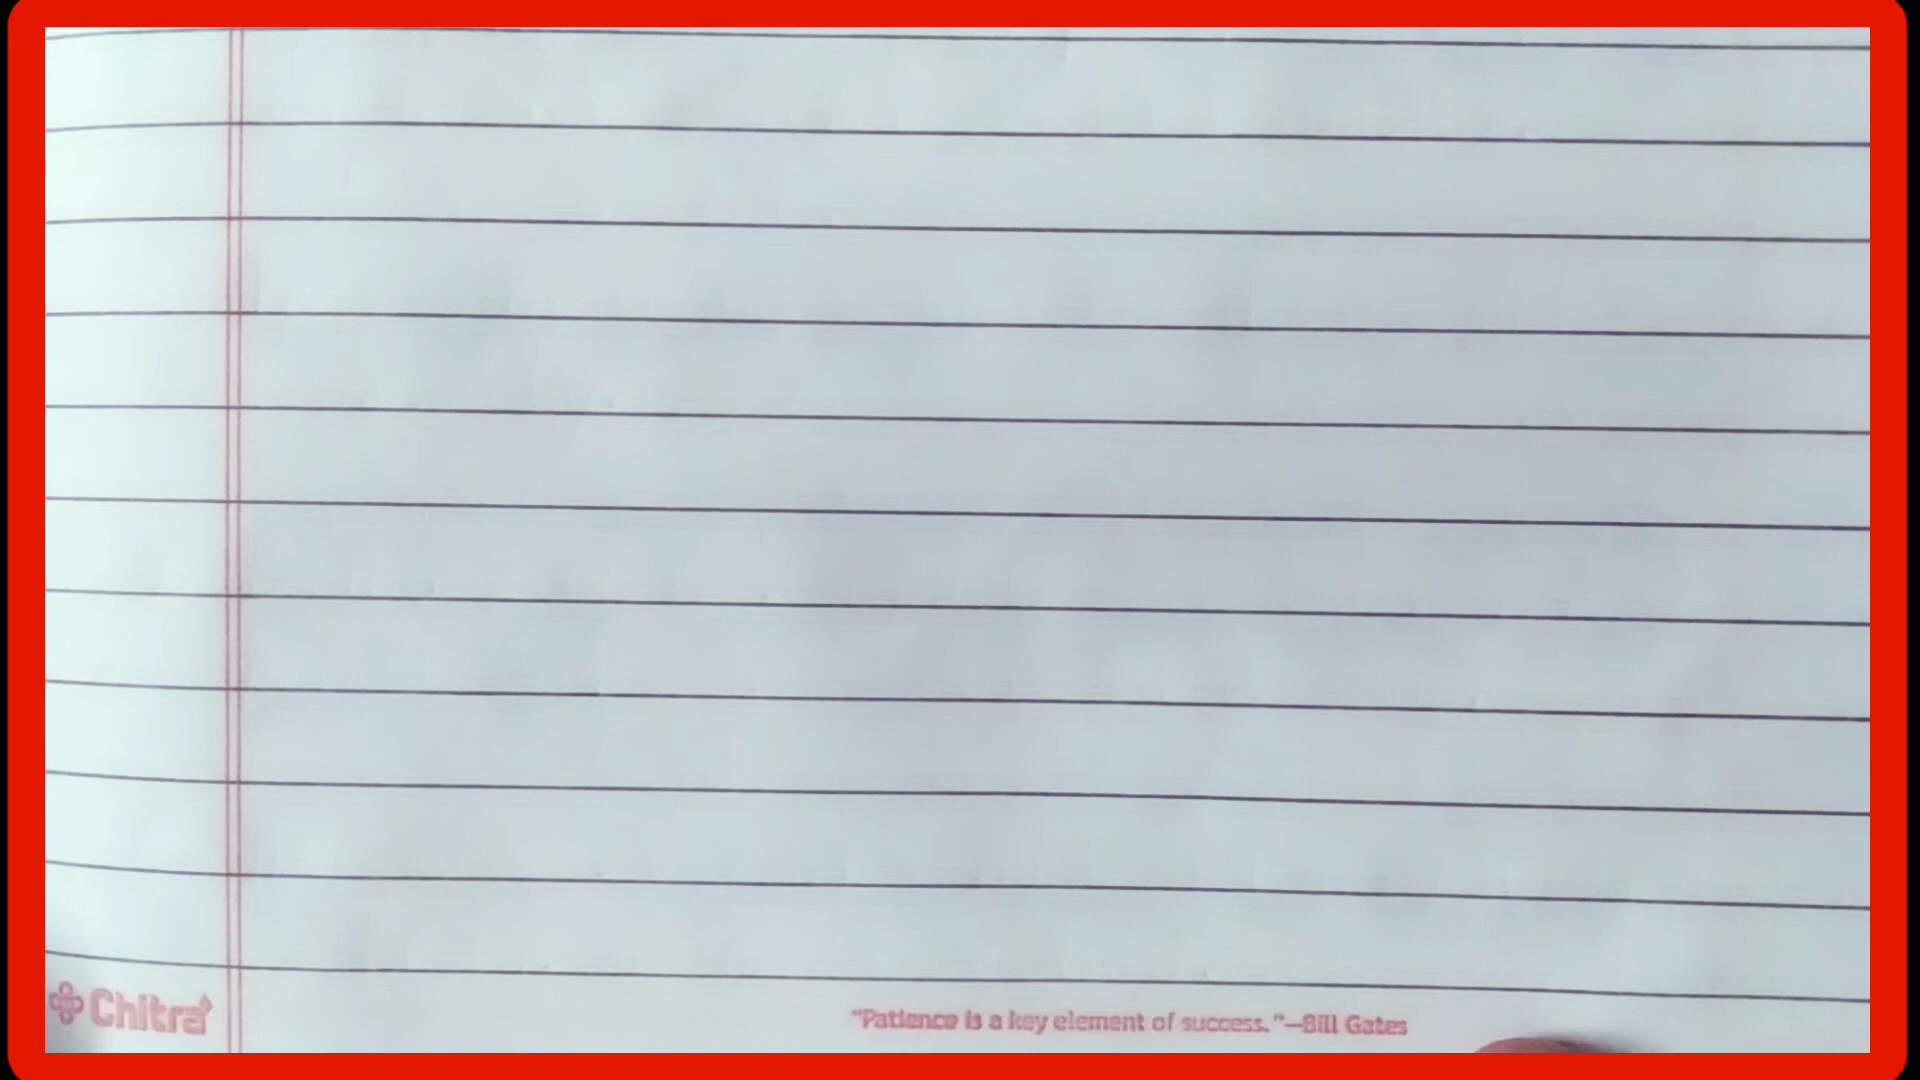 Chitra
"Patience is a key element of success."—Bill Gates